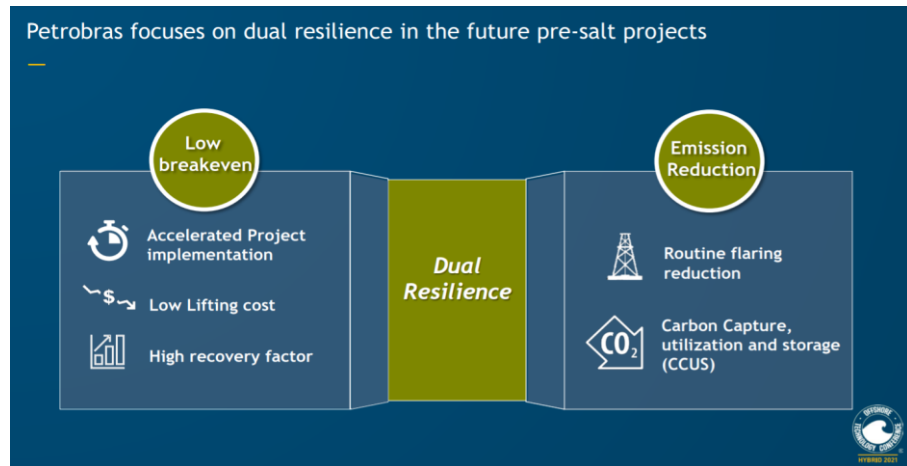 Petrobras focuses on dual resilience in the future pre-salt projects
Low
breakeven
Accelerated Project
implementation
$
Low Lifting cost
High recovery factor
Dual
Resilience
Emission
Reduction
Routine flaring
reduction
CO2
Carbon Capture,
utilization and storage
(CCUS)
OFFSHORE
TECHNOLOGY CONFERENCE
HYBRID 2021